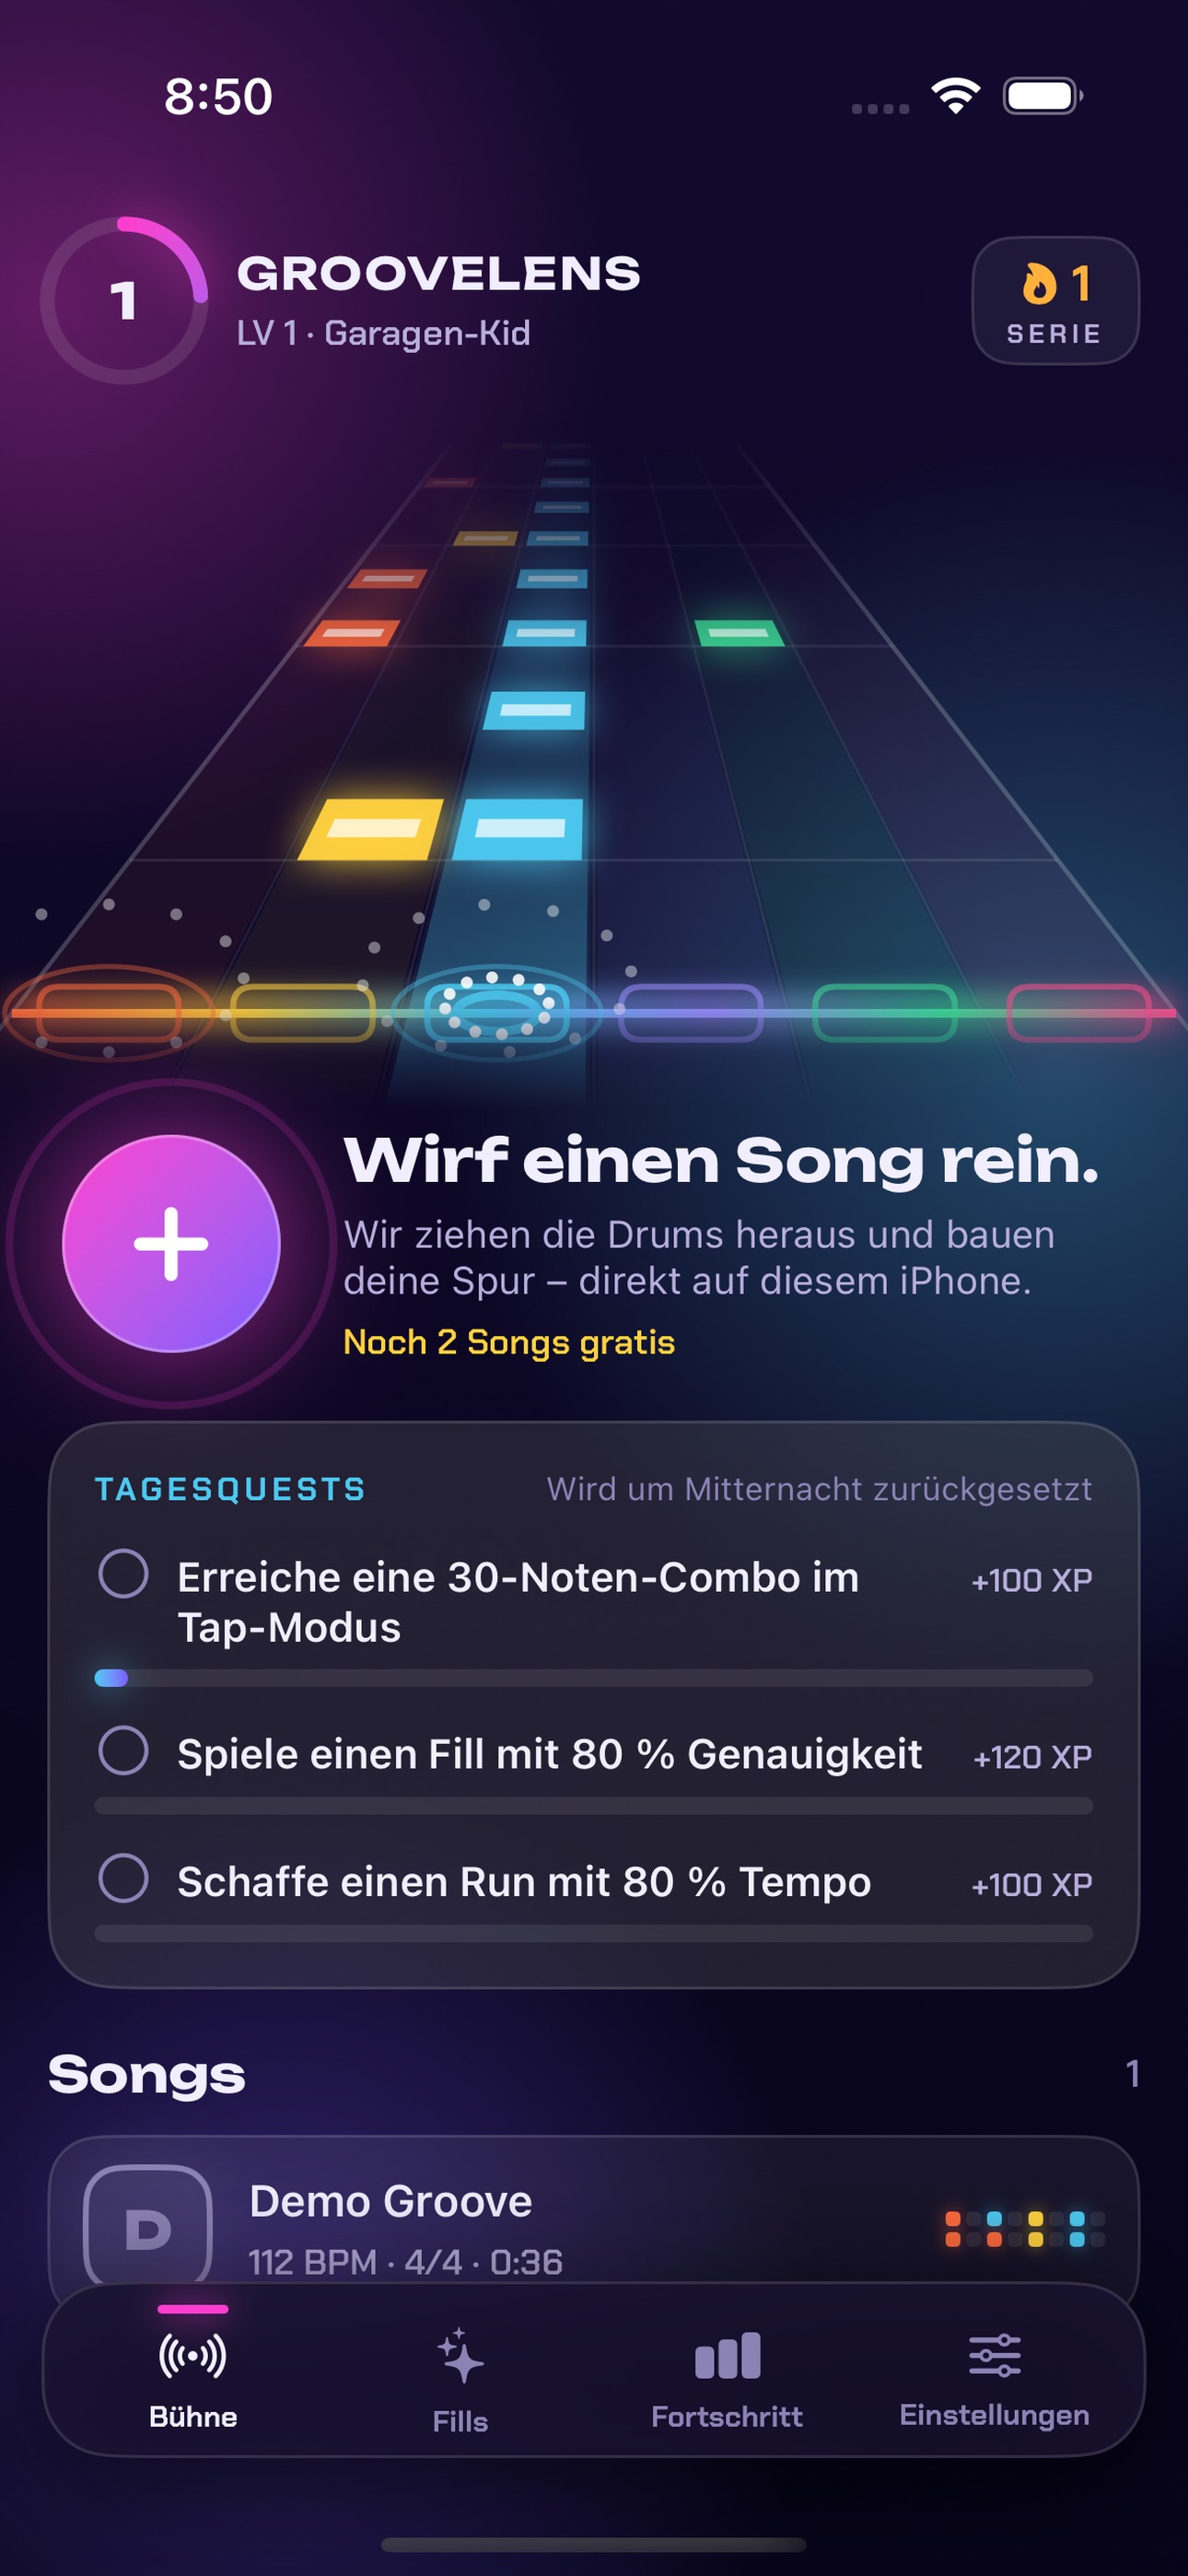 8:50
1
GROOVELENS
LV 1 · Garagen-Kid
1
SERIE
Wirf einen Song rein.
Wir ziehen die Drums heraus und bauen
deine Spur – direkt auf diesem iPhone.
Noch 2 Songs gratis
TAGESQUESTS
Wird um Mitternacht zurückgesetzt
Erreiche eine 30-Noten-Combo im
Tap-Modus
+100 XP
Spiele einen Fill mit 80 % Genauigkeit
+120 XP
Schaffe einen Run mit 80 % Tempo
+100 XP
Songs
1
D
Demo Groove
112 BPM · 4/4 · 0:36
Bühne
Fills
Fortschritt
Einstellungen